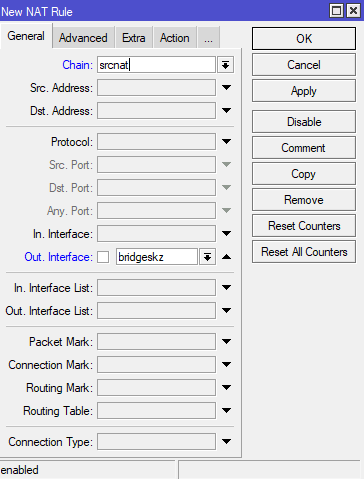 New NAT Rule
General Advanced Extra Action ...
Chain: srcnat
Src. Address:
Dst. Address:
Protocol:
Src. Port:
Dst. Port:
Any. Port:
In. Interface:
Out. Interface: bridgeskz
In. Interface List:
Out. Interface List:
Packet Mark:
Connection Mark:
Routing Mark:
Routing Table:
Connection Type:
OK
Cancel
Apply
Disable
Comment
Copy
Remove
Reset Counters
Reset All Counters
enabled